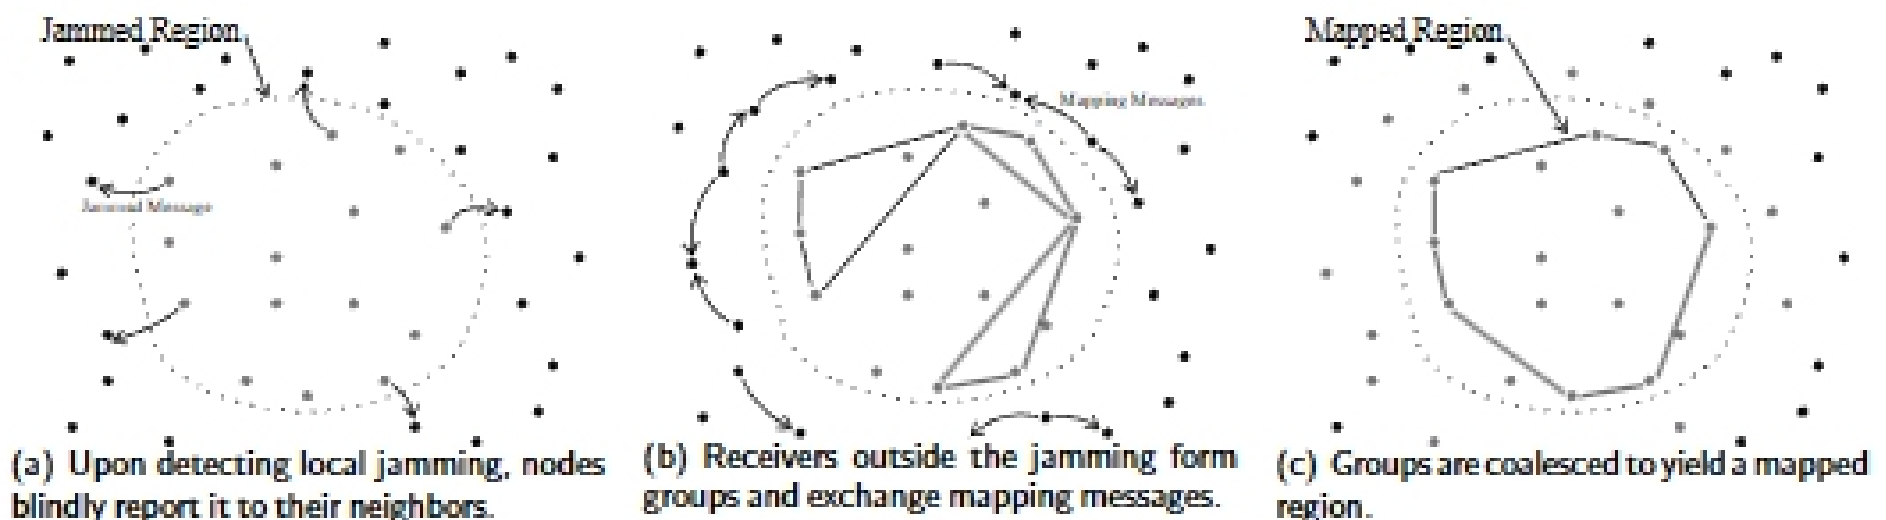 Jammed Region
Jammed Message
(a) Upon detecting local jamming, nodes
blindly report it to their neighbors.
Mapping Messages
(b) Receivers outside the jamming form
groups and exchange mapping messages.
Mapped Region
(c) Groups are coalesced to yield a mapped
region.